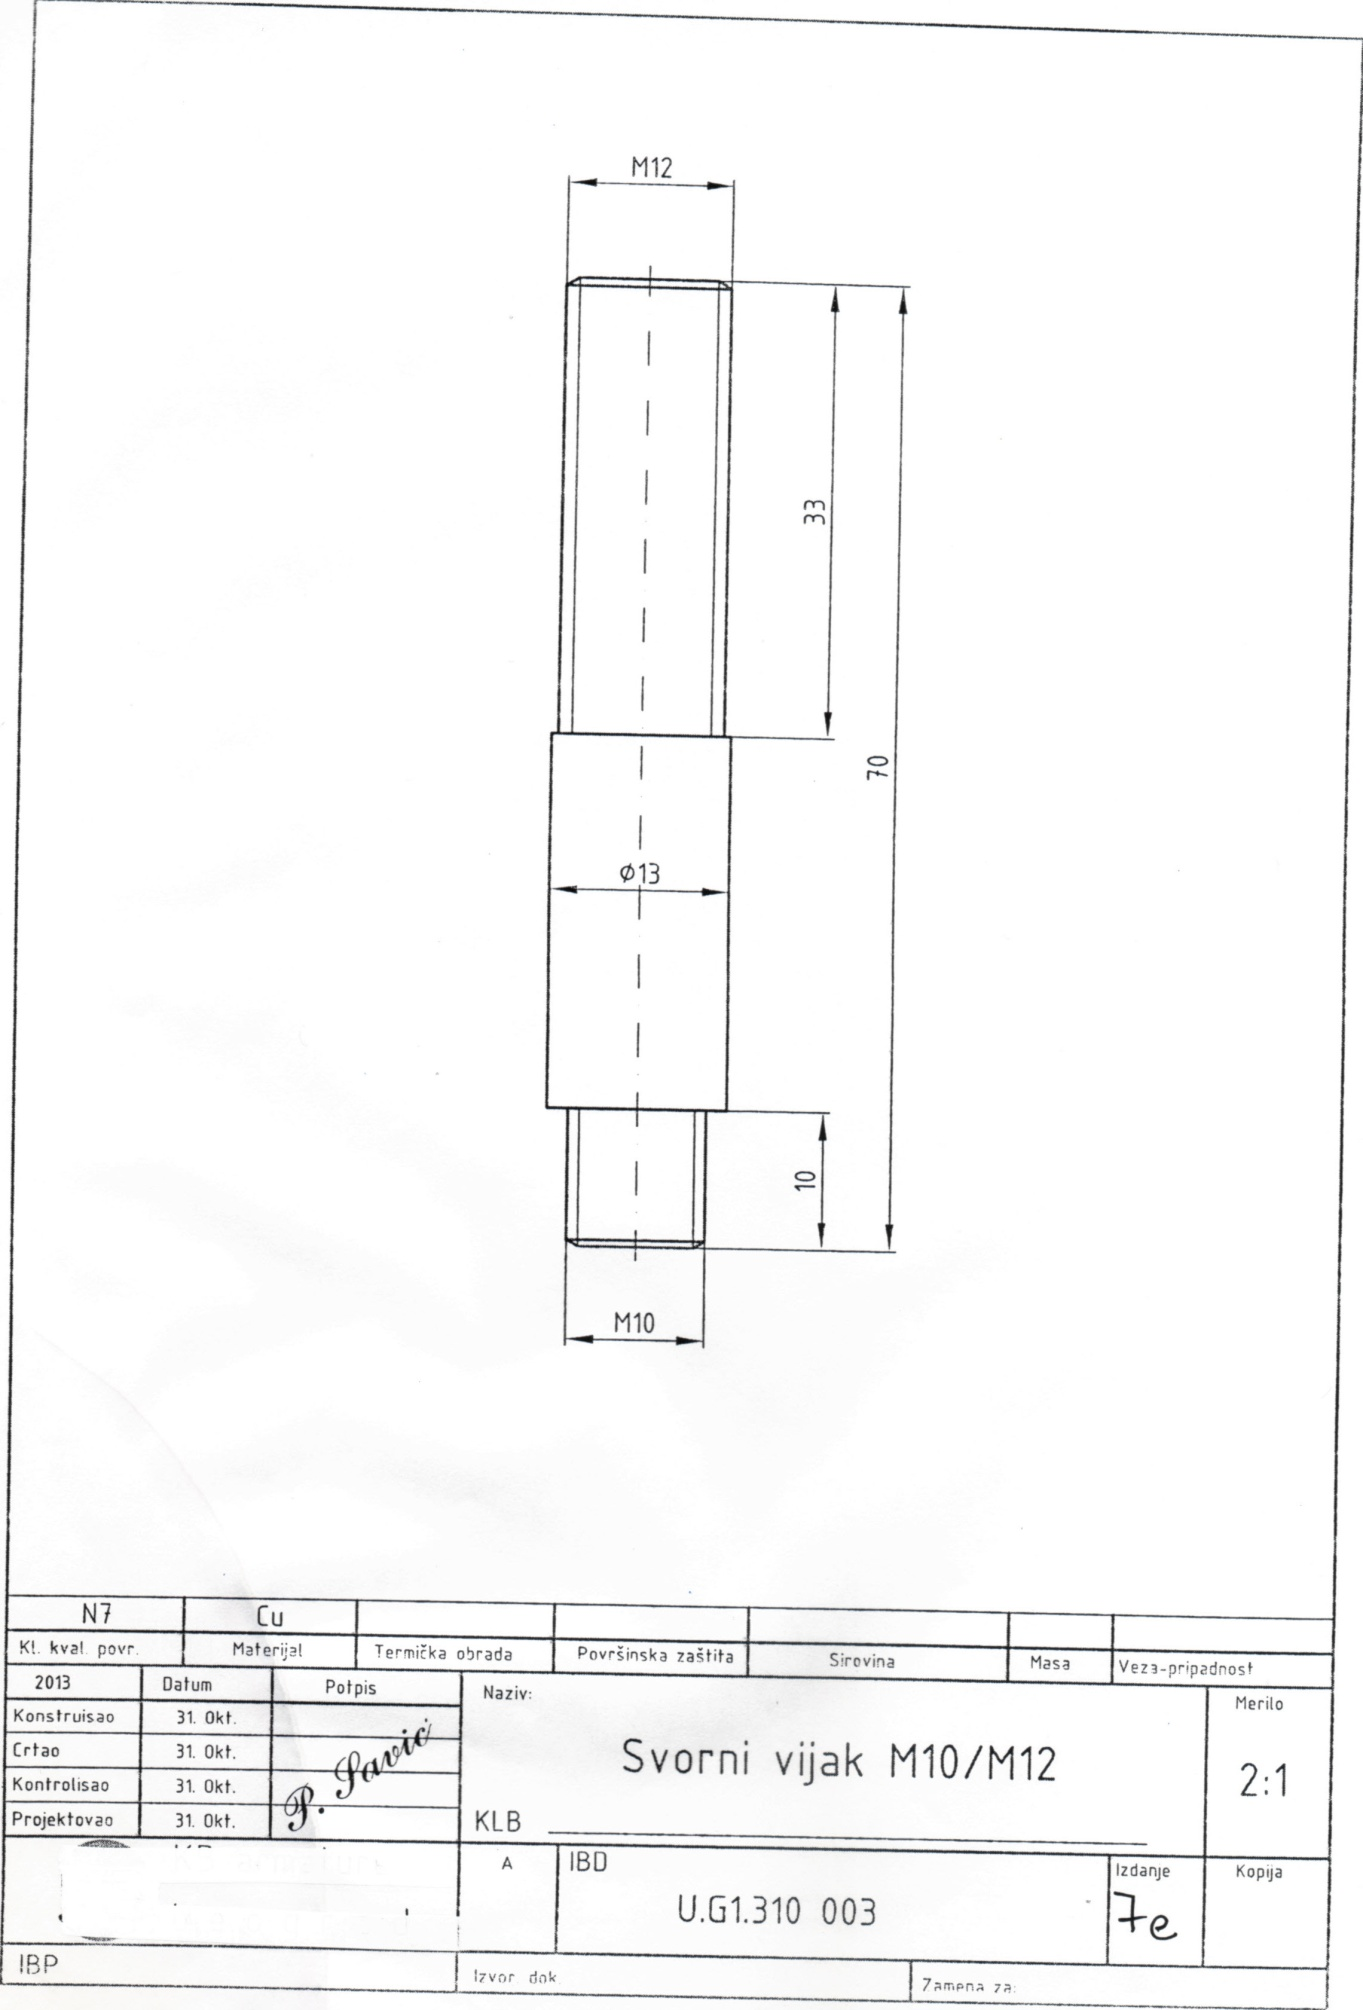 M12
33
70
⌀13
10
M10
N7 Cu
Kl. kval. povr. Materijal Termička obrada Površinska zaštita Sirovina Masa Veza-pripadnost
2013 Datum Potpis Naziv: Merilo
Konstruisao 31. Okt.
Crtao 31. Okt.
Kontrolisao 31. Okt.
Projektovao 31. Okt.
P. Savić
Svorni vijak M10/M12
2:1
KLB
A IBD Izdanje Kopija
U.G1.310 003
7e
IBP
Izvor. dok.
Zamena za: